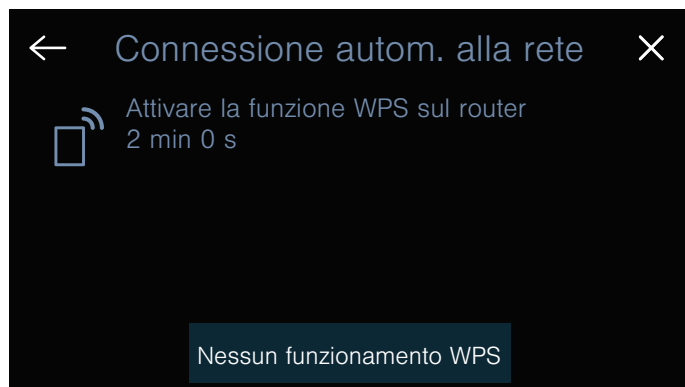 Connessione autom. alla rete
Attivare la funzione WPS sul router
2 min 0 s
Nessun funzionamento WPS